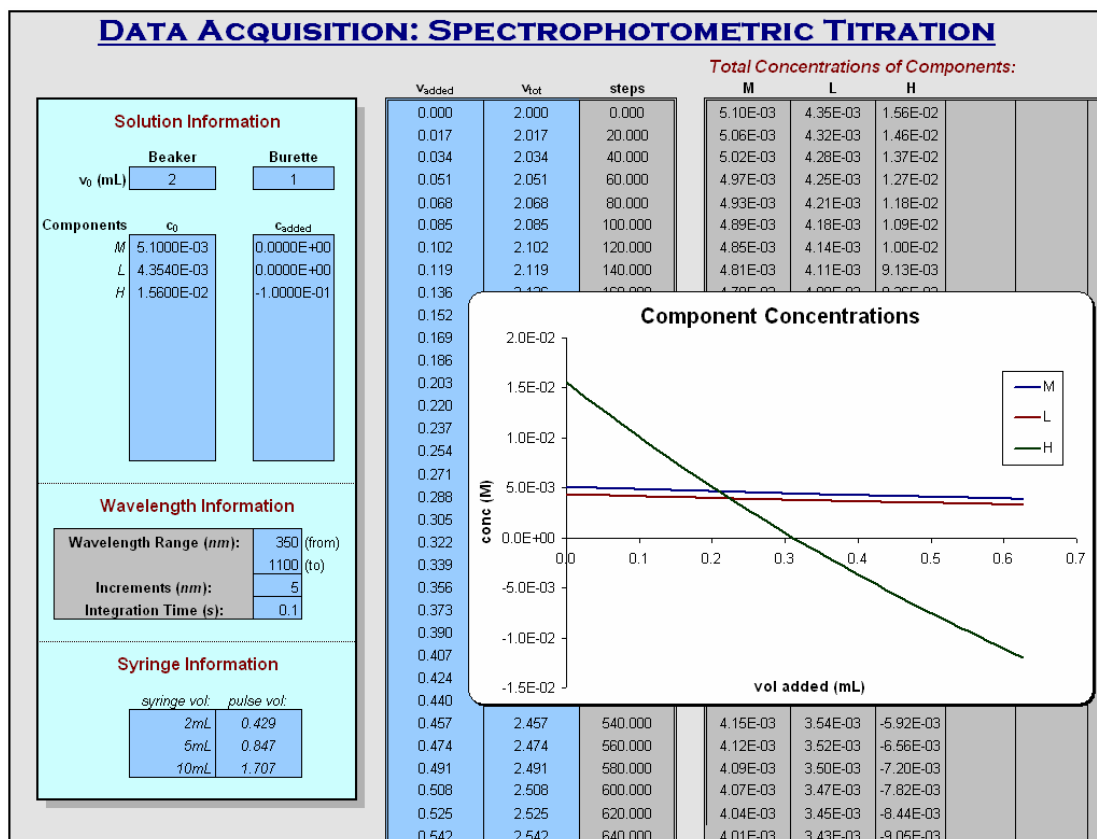 DATA ACQUISITION: SPECTROPHOTOMETRIC TITRATION
Total Concentrations of Components:
v added v tot steps M L H
Solution Information
Beaker Burette
v0 (mL) 2 1
Components c0 cadded
M 5.1000E-03 0.0000E+00
L 4.3540E-03 0.0000E+00
H 1.5600E-02 -1.0000E-01
Wavelength Information
Wavelength Range (nm): 350 (from)
1100 (to)
Increments (nm): 5
Integration Time (s): 0.1
Syringe Information
syringe vol: pulse vol:
2mL 0.429
5mL 0.847
10mL 1.707
0.000 2.000 0.000 5.10E-03 4.35E-03 1.56E-02
0.017 2.017 20.000 5.06E-03 4.32E-03 1.46E-02
0.034 2.034 40.000 5.02E-03 4.28E-03 1.37E-02
0.051 2.051 60.000 4.97E-03 4.25E-03 1.27E-02
0.068 2.068 80.000 4.93E-03 4.21E-03 1.18E-02
0.085 2.085 100.000 4.89E-03 4.18E-03 1.09E-02
0.102 2.102 120.000 4.85E-03 4.14E-03 1.00E-02
0.119 2.119 140.000 4.81E-03 4.11E-03 9.13E-03
0.136
0.152
0.169
0.186
0.203
0.220
0.237
0.254
0.271
0.288
0.305
0.322
0.339
0.356
0.373
0.390
0.407
0.424
0.440
Component Concentrations
2.0E-02
1.5E-02
1.0E-02
5.0E-03
0.0E+00
-5.0E-03
-1.0E-02
-1.5E-02
conc (M)
0.0 0.1 0.2 0.3 0.4 0.5 0.6 0.7
vol added (mL)
M
L
H
0.457 2.457 540.000 4.15E-03 3.54E-03 -5.92E-03
0.474 2.474 560.000 4.12E-03 3.52E-03 -6.56E-03
0.491 2.491 580.000 4.09E-03 3.50E-03 -7.20E-03
0.508 2.508 600.000 4.07E-03 3.47E-03 -7.82E-03
0.525 2.525 620.000 4.04E-03 3.45E-03 -8.44E-03
0.542 2.542 640.000 4.01E-03 3.43E-03 -9.05E-03